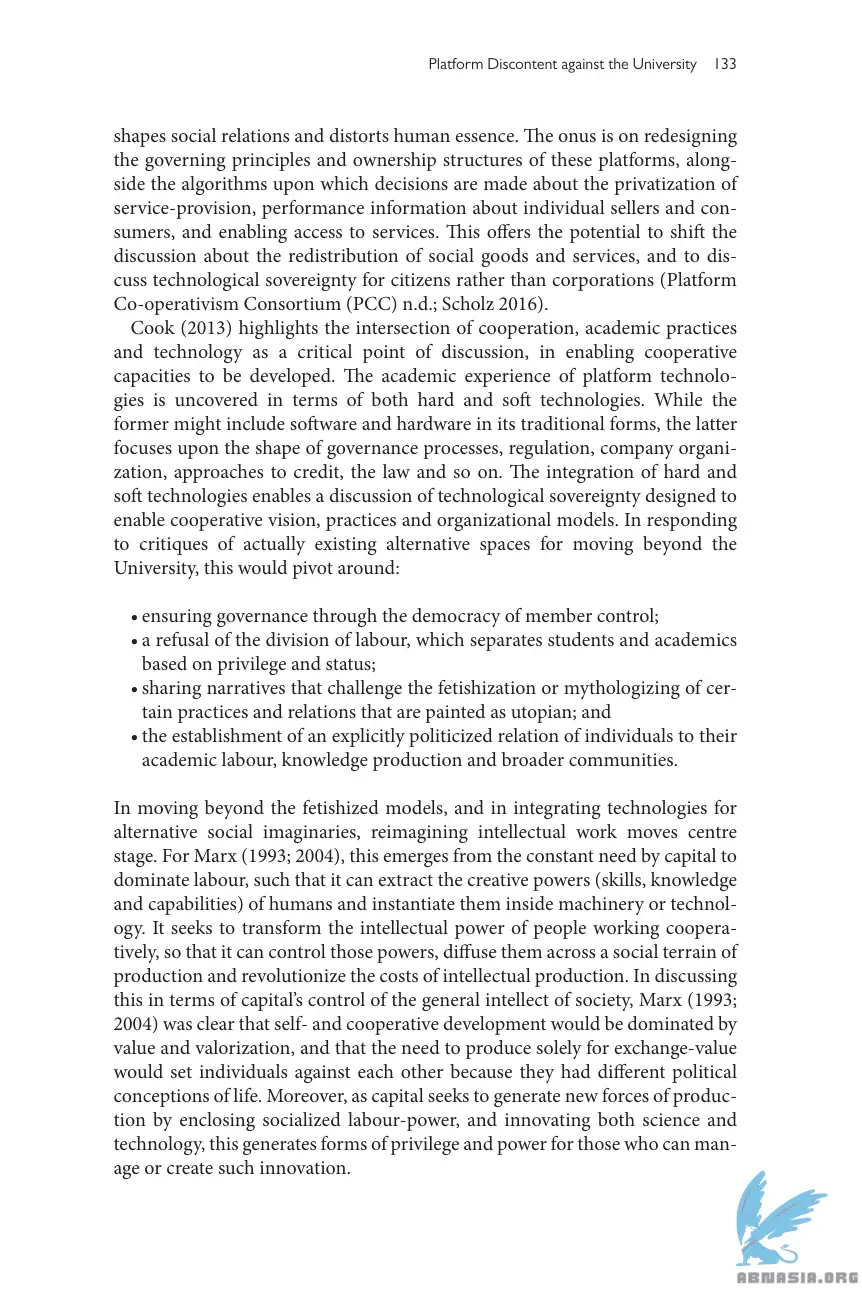 Platform Discontent against the University 133
shapes social relations and distorts human essence. The onus is on redesigning
the governing principles and ownership structures of these platforms, along-
side the algorithms upon which decisions are made about the privatization of
service-provision, performance information about individual sellers and con-
sumers, and enabling access to services. This offers the potential to shift the
discussion about the redistribution of social goods and services, and to dis-
cuss technological sovereignty for citizens rather than corporations (Platform
Co-operativism Consortium (PCC) n.d.; Scholz 2016).
Cook (2013) highlights the intersection of cooperation, academic practices
and technology as a critical point of discussion, in enabling cooperative
capacities to be developed. The academic experience of platform technolo-
gies is uncovered in terms of both hard and soft technologies. While the
former might include software and hardware in its traditional forms, the latter
focuses upon the shape of governance processes, regulation, company organi-
zation, approaches to credit, the law and so on. The integration of hard and
soft technologies enables a discussion of technological sovereignty designed to
enable cooperative vision, practices and organizational models. In responding
to critiques of actually existing alternative spaces for moving beyond the
University, this would pivot around:
• ensuring governance through the democracy of member control;
• a refusal of the division of labour, which separates students and academics
based on privilege and status;
• sharing narratives that challenge the fetishization or mythologizing of cer-
tain practices and relations that are painted as utopian; and
• the establishment of an explicitly politicized relation of individuals to their
academic labour, knowledge production and broader communities.
In moving beyond the fetishized models, and in integrating technologies for
alternative social imaginaries, reimagining intellectual work moves centre
stage. For Marx (1993; 2004), this emerges from the constant need by capital to
dominate labour, such that it can extract the creative powers (skills, knowledge
and capabilities) of humans and instantiate them inside machinery or technol-
ogy. It seeks to transform the intellectual power of people working coopera-
tively, so that it can control those powers, diffuse them across a social terrain of
production and revolutionize the costs of intellectual production. In discussing
this in terms of capital's control of the general intellect of society, Marx (1993;
2004) was clear that self- and cooperative development would be dominated by
value and valorization, and that the need to produce solely for exchange-value
would set individuals against each other because they had different political
conceptions of life. Moreover, as capital seeks to generate new forces of produc-
tion by enclosing socialized labour-power, and innovating both science and
technology, this generates forms of privilege and power for those who can man-
age or create such innovation.
ABNASIA.ORG